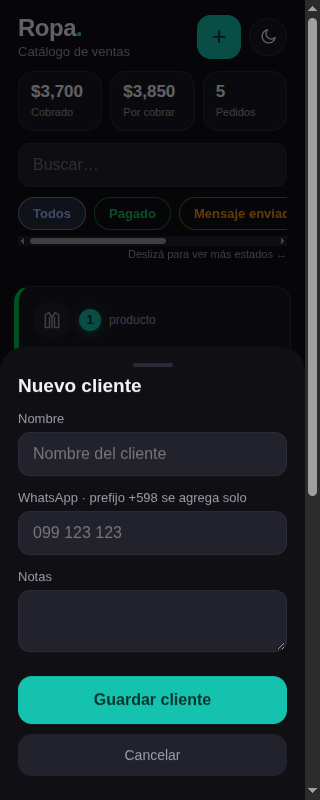 Ropa.
Catálogo de ventas
$3,700
Cobrado
$3,850
Por cobrar
5
Pedidos
Buscar...
Todos
Pagado
Mensaje enviad
Deslizá para ver más estados ↔
1
producto
Nuevo cliente
Nombre
Nombre del cliente
WhatsApp · prefijo +598 se agrega solo
099 123 123
Notas
Guardar cliente
Cancelar